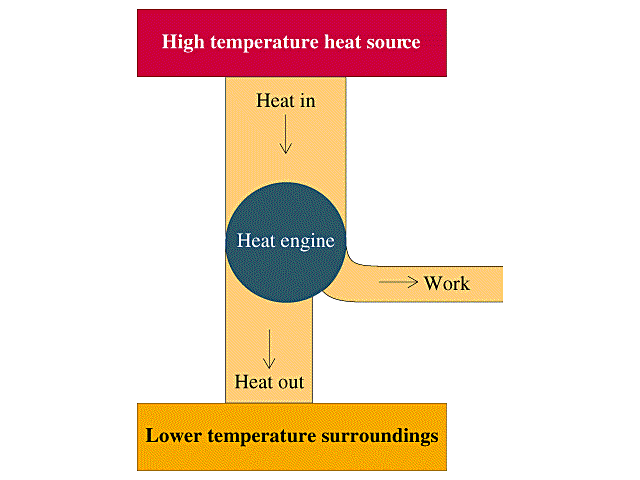 High temperature heat source
Heat in
Heat engine
Work
Heat out
Lower temperature surroundings